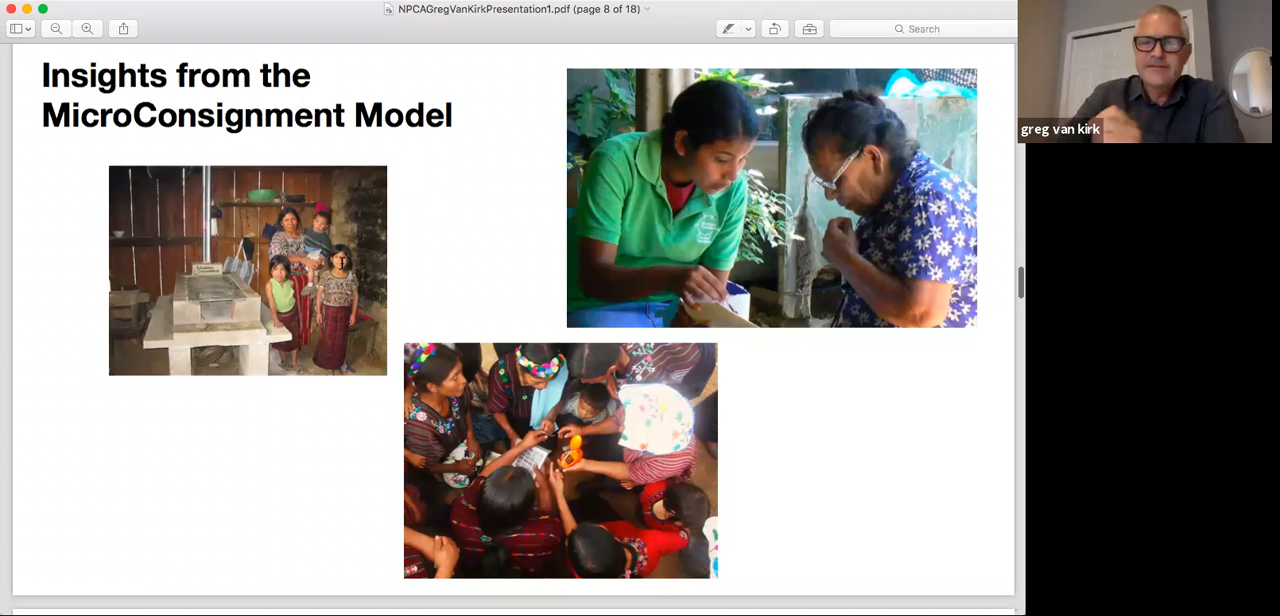 NPCAGregVanKirkPresentation1.pdf (page 8 of 18)
Search
Insights from the
MicroConsignment Model
greg van kirk